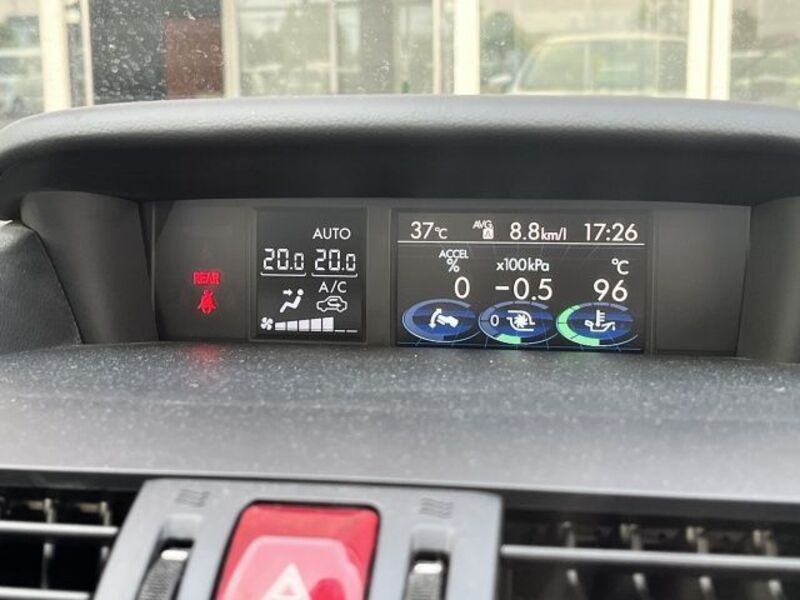 REAR
AUTO
20.0 20.0
A/C
37°C AVG A 8.8km/l 17:26
ACCEL
%
x100kPa
°C
0 -0.5 96
0